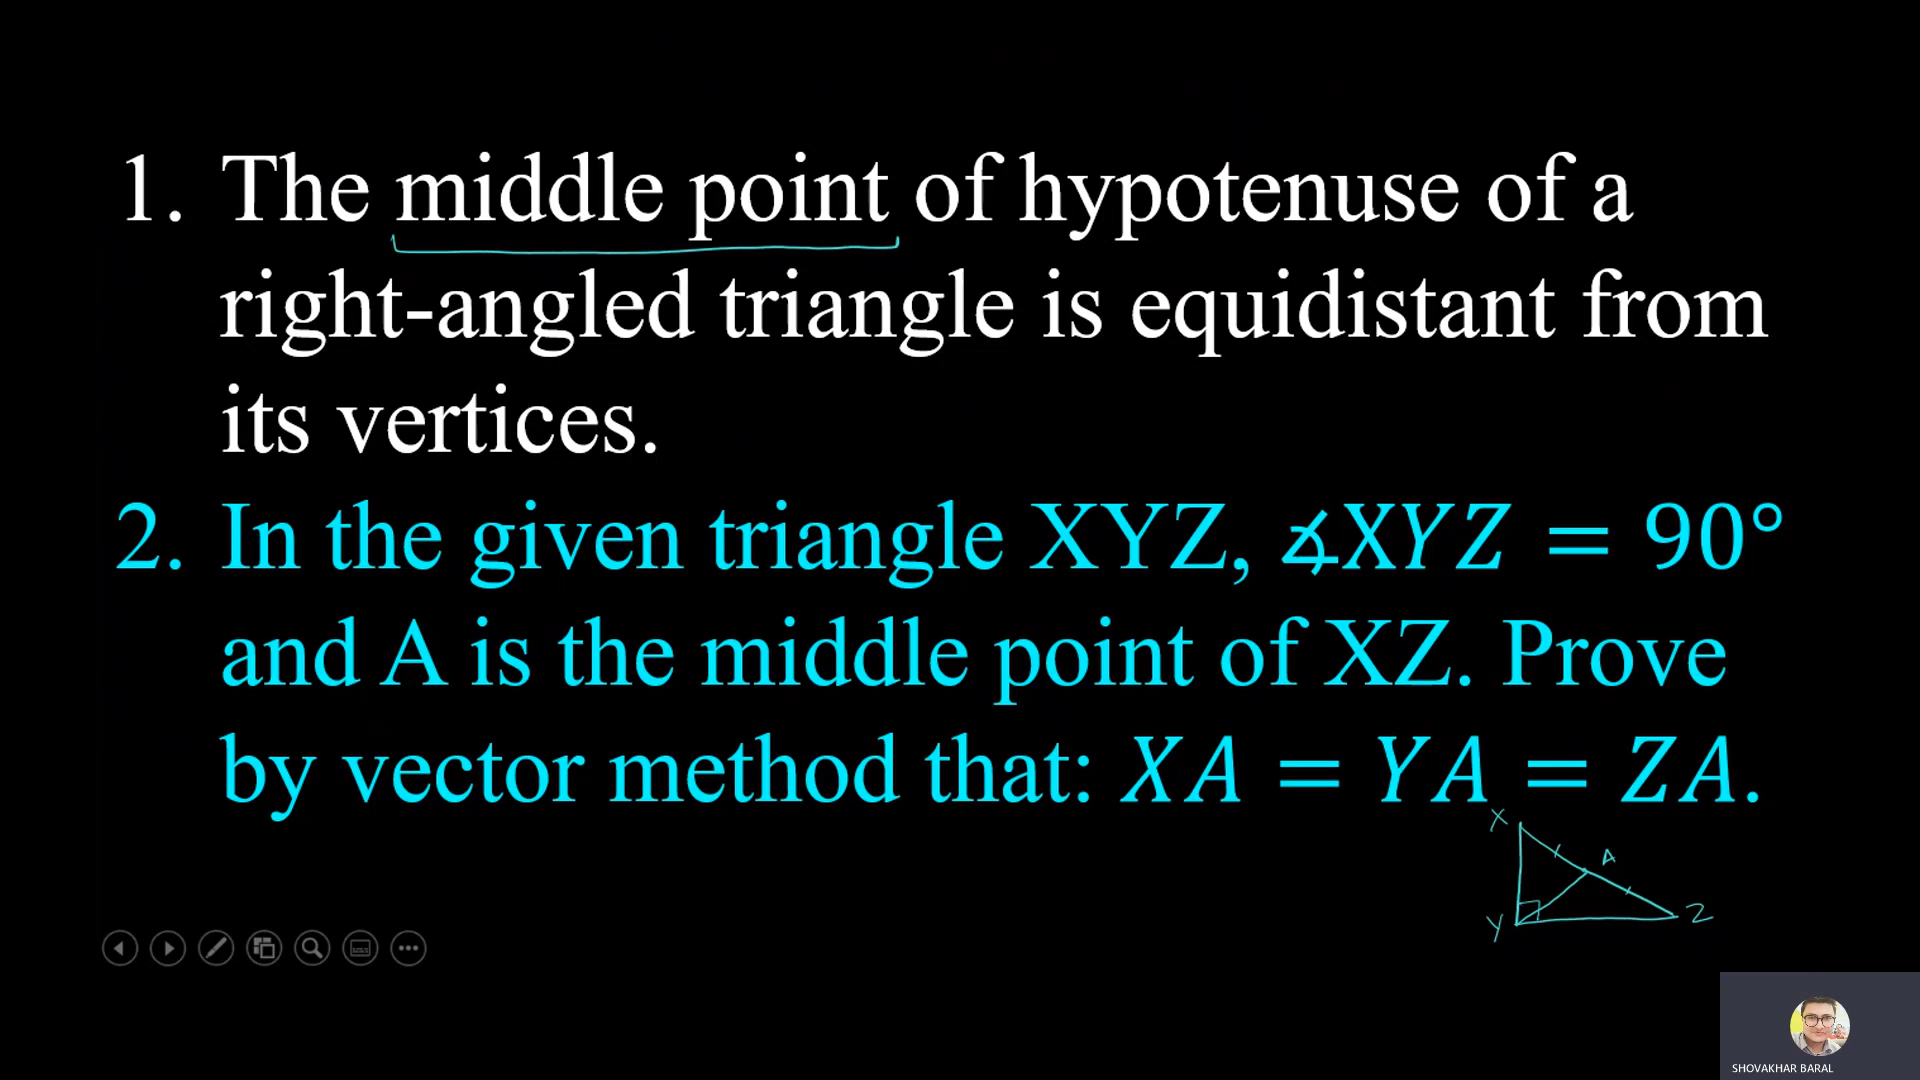 1. The middle point of hypotenuse of a
right-angled triangle is equidistant from
its vertices.
2. In the given triangle XYZ, ∡XYZ = 90°
and A is the middle point of XZ. Prove
by vector method that: XA = YA = ZA.
X
A
Y
Z
SHOVAKHAR BARAL